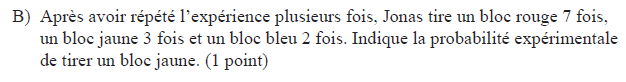 B) Après avoir répété l’expérience plusieurs fois, Jonas tire un bloc rouge 7 fois,
un bloc jaune 3 fois et un bloc bleu 2 fois. Indique la probabilité expérimentale
de tirer un bloc jaune. (1 point)